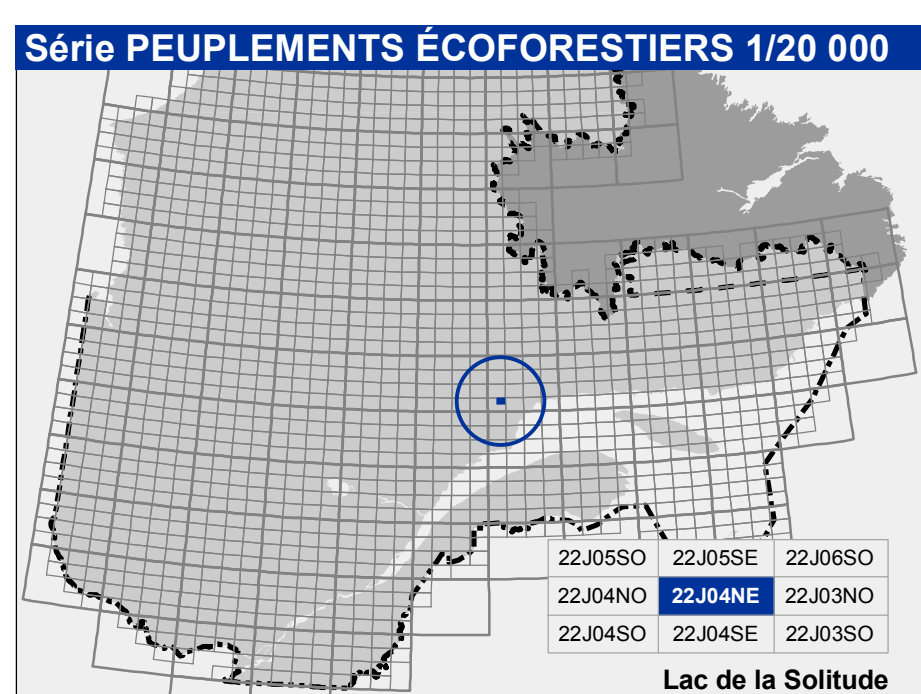 Série PEUPLEMENTS ÉCOFORESTIERS 1/20 000
22J05SO 22J05SE 22J06SO
22J04NO 22J04NE 22J03NO
22J04SO 22J04SE 22J03SO
Lac de la Solitude